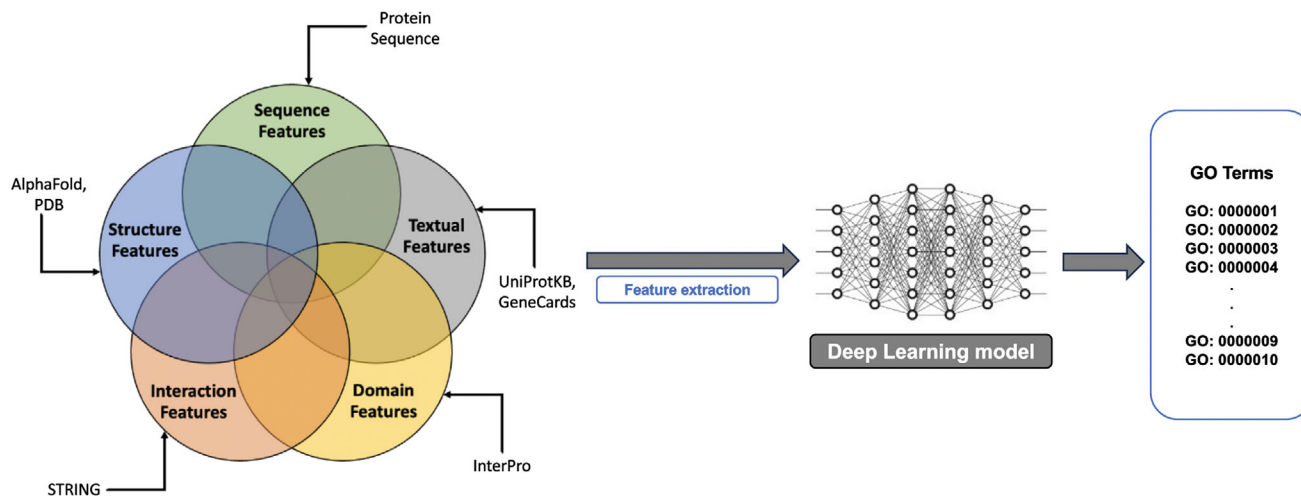 Protein
Sequence
Sequence
Features
AlphaFold,
PDB
Structure
Features
Textual
Features
UniProtKB,
GeneCards
Interaction
Features
Domain
Features
InterPro
STRING
Feature extraction
Deep Learning model
GO Terms
GO: 0000001
GO: 0000002
GO: 0000003
GO: 0000004
.
.
.
GO: 0000009
GO: 0000010